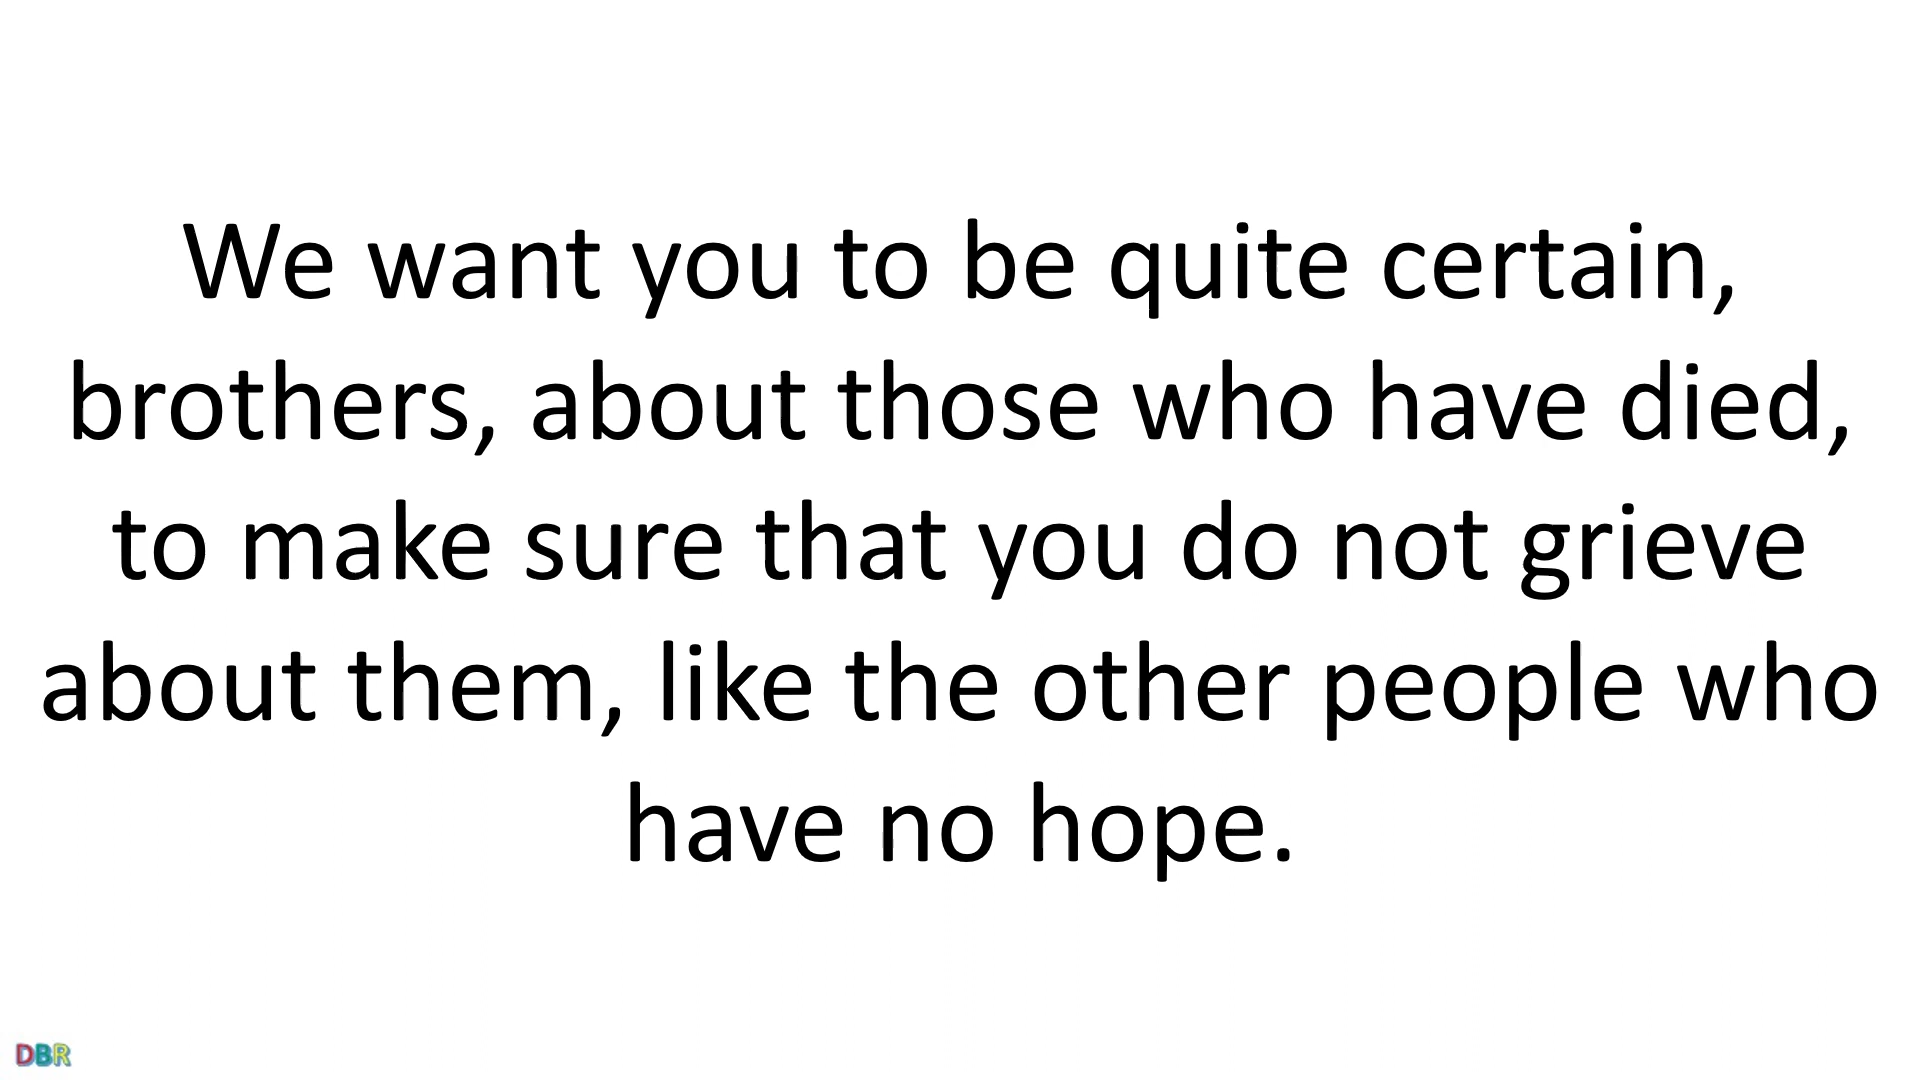 We want you to be quite certain,
brothers, about those who have died,
to make sure that you do not grieve
about them, like the other people who
have no hope.
DBR